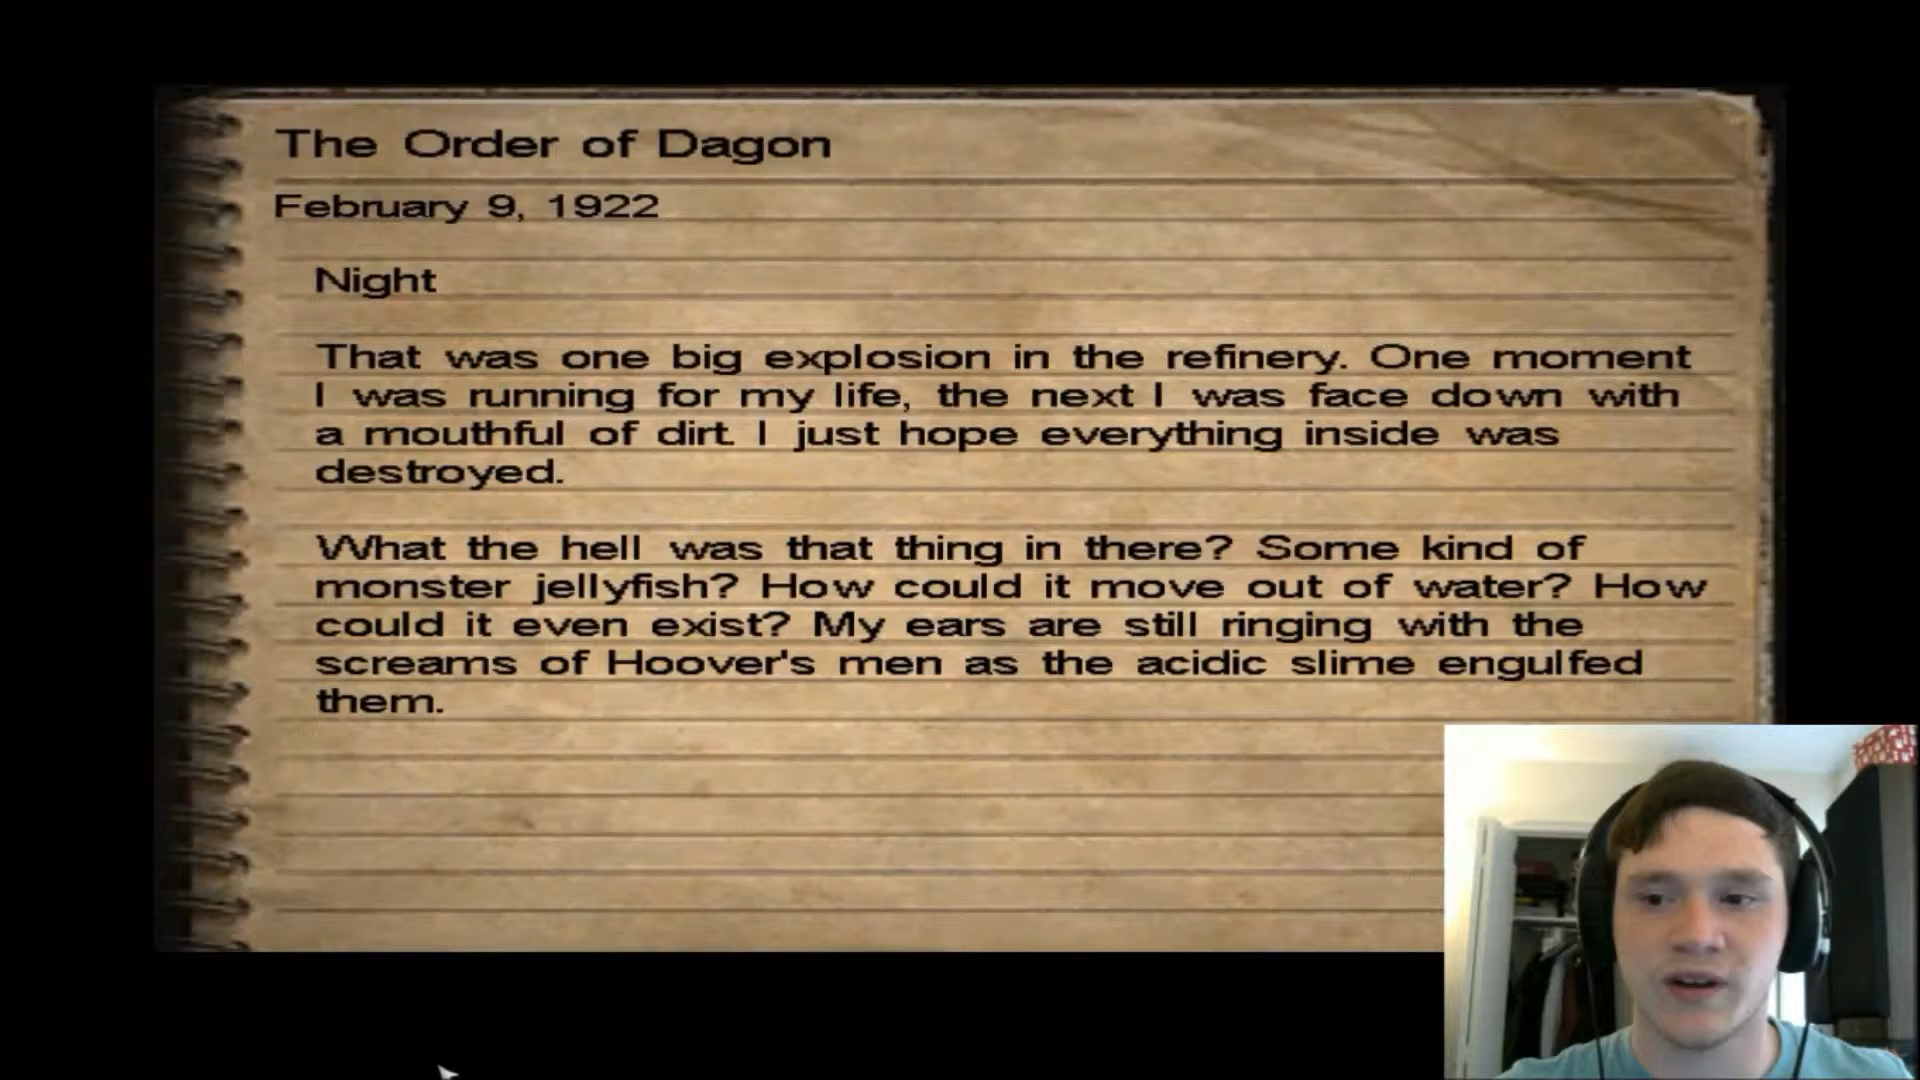 The Order of Dagon
February 9, 1922
Night
That was one big explosion in the refinery. One moment
I was running for my life, the next I was face down with
a mouthful of dirt. I just hope everything inside was
destroyed.
What the hell was that thing in there? Some kind of
monster jellyfish? How could it move out of water? How
could it even exist? My ears are still ringing with the
screams of Hoover's men as the acidic slime engulfed
them.